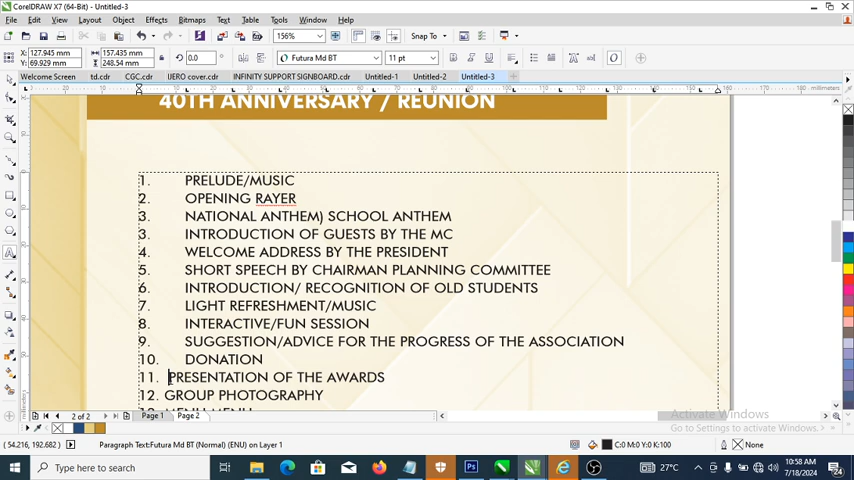 CorelDRAW X7 (64-Bit) - Untitled-3
File Edit View Layout Object Effects Bitmaps Text Table Tools Window Help
156% Snap To
X: 127.945 mm 157.435 mm
Y: 69.929 mm 248.54 mm
0.0 Futura Md BT 11 pt
Welcome Screen td.cdr CGC.cdr UERO cover.cdr INFINITY SUPPORT SIGNBOARD.cdr Untitled-1 Untitled-2 Untitled-3
millimeters
40TH ANNIVERSARY / REUNION
1. PRELUDE/MUSIC
2. OPENING RAYER
3. NATIONAL ANTHEM) SCHOOL ANTHEM
3. INTRODUCTION OF GUESTS BY THE MC
4. WELCOME ADDRESS BY THE PRESIDENT
5. SHORT SPEECH BY CHAIRMAN PLANNING COMMITTEE
6. INTRODUCTION/ RECOGNITION OF OLD STUDENTS
7. LIGHT REFRESHMENT/MUSIC
8. INTERACTIVE/FUN SESSION
9. SUGGESTION/ADVICE FOR THE PROGRESS OF THE ASSOCIATION
10. DONATION
11. PRESENTATION OF THE AWARDS
12. GROUP PHOTOGRAPHY
2 of 2 Page 1 Page 2
Activate Windows
Go to Settings to activate Windows.
(54.216, 192.682) Paragraph Text:Futura Md BT (Normal) (ENU) on Layer 1 C:0 M:0 Y:0 K:100 None
Type here to search 27°C 10:58 AM
7/18/2024
24